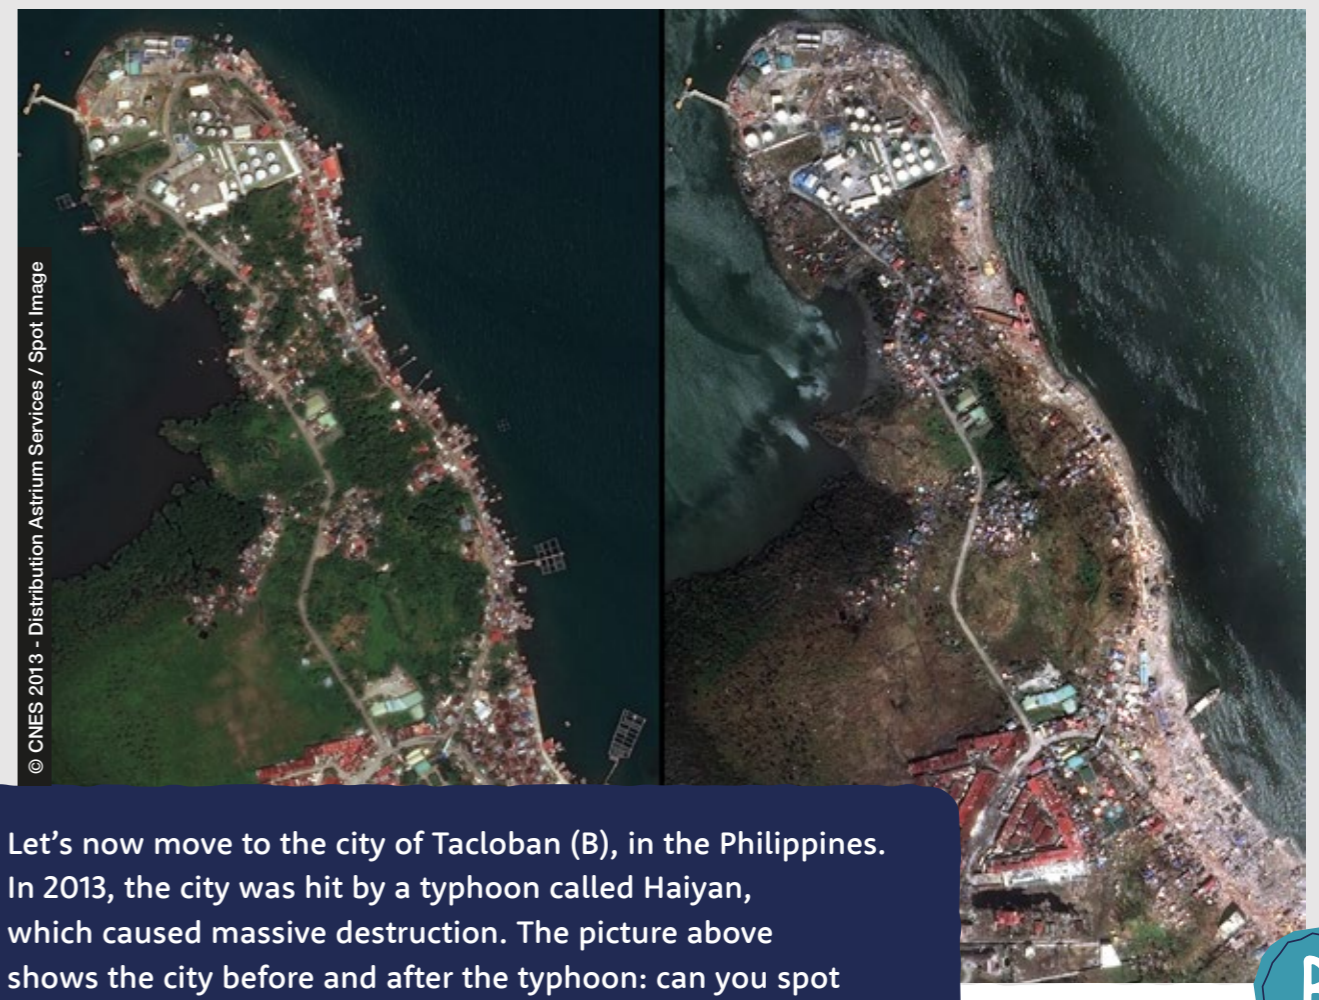 © CNES 2013 - Distribution Astrium Services / Spot Image
Let's now move to the city of Tacloban (B), in the Philippines.
In 2013, the city was hit by a typhoon called Haiyan,
which caused massive destruction. The picture above
shows the city before and after the typhoon: can you spot